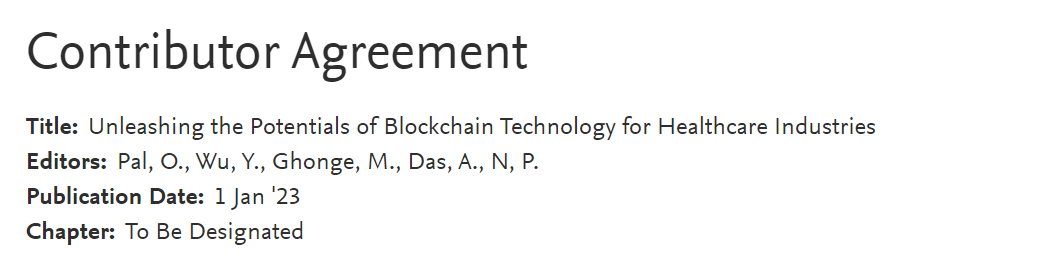 Contributor Agreement
Title: Unleashing the Potentials of Blockchain Technology for Healthcare Industries
Editors: Pal, O., Wu, Y., Ghonge, M., Das, A., N, P.
Publication Date: 1 Jan '23
Chapter: To Be Designated